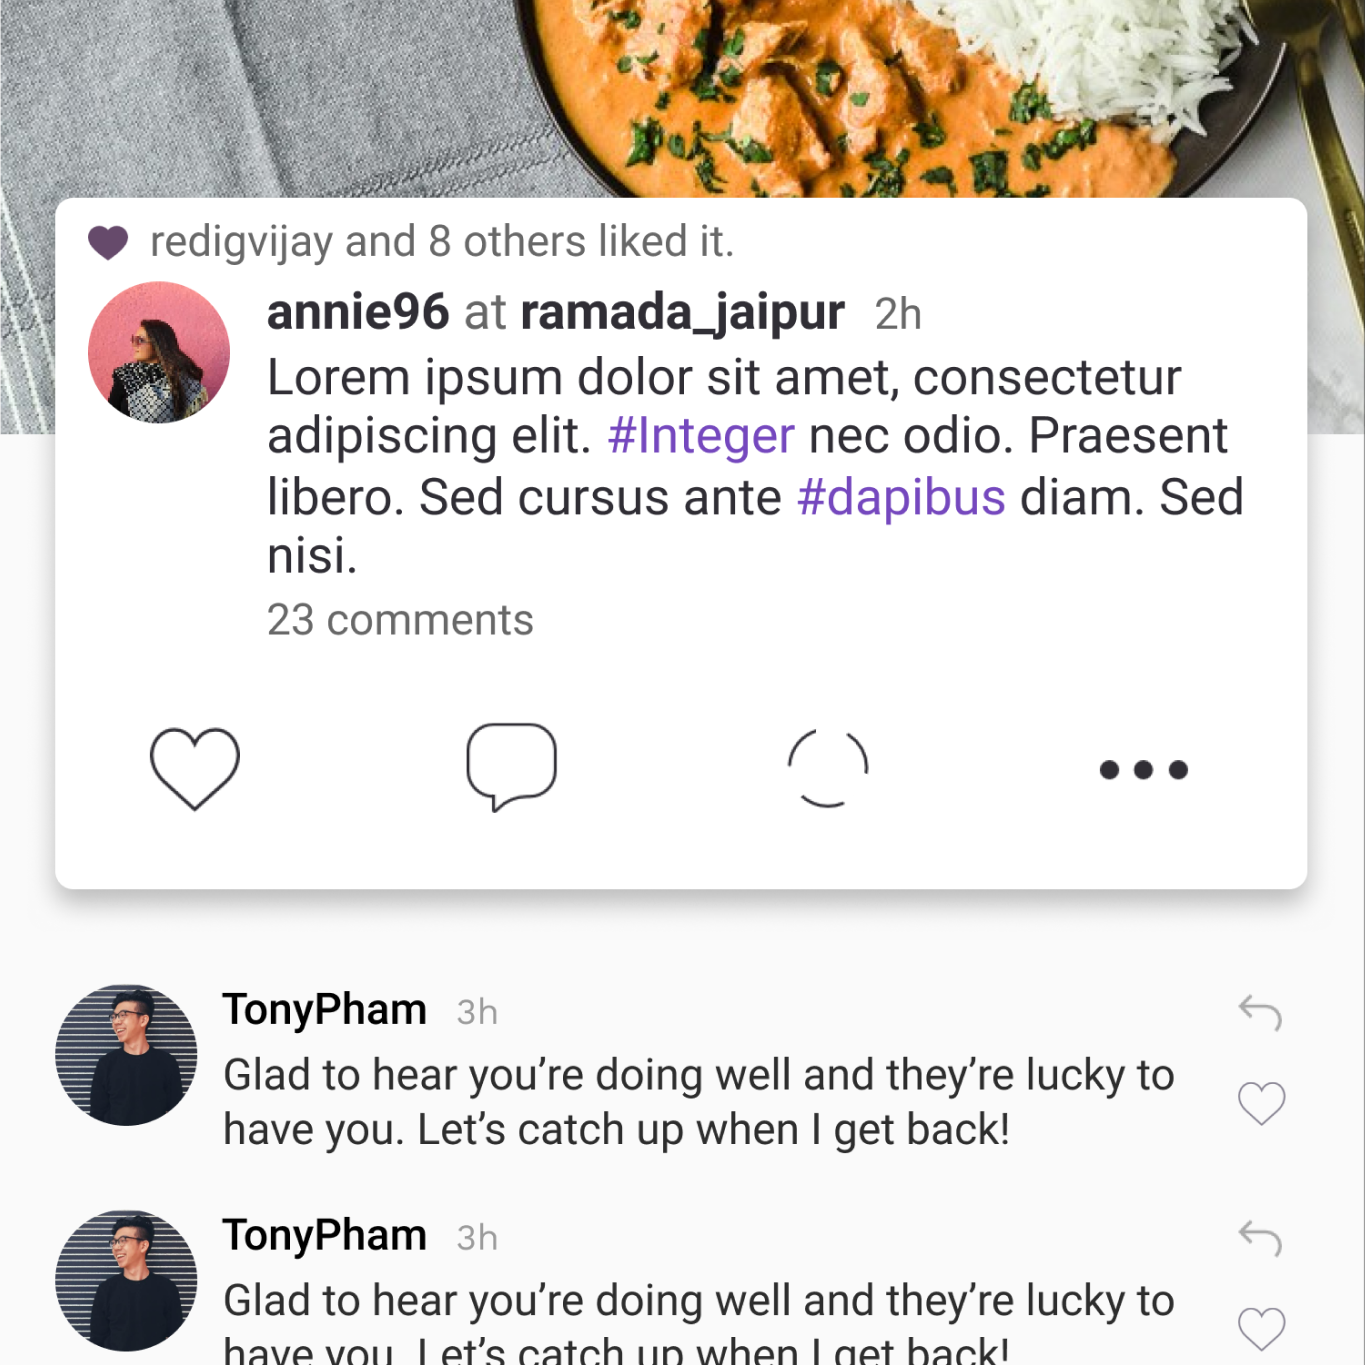 redigvijay and 8 others liked it.
annie96 at ramada_jaipur 2h
Lorem ipsum dolor sit amet, consectetur
adipiscing elit. #Integer nec odio. Praesent
libero. Sed cursus ante #dapibus diam. Sed
nisi.
23 comments
TonyPham 3h
Glad to hear you’re doing well and they’re lucky to
have you. Let’s catch up when I get back!
TonyPham 3h
Glad to hear you’re doing well and they’re lucky to
have you. Let’s catch up when I get back!